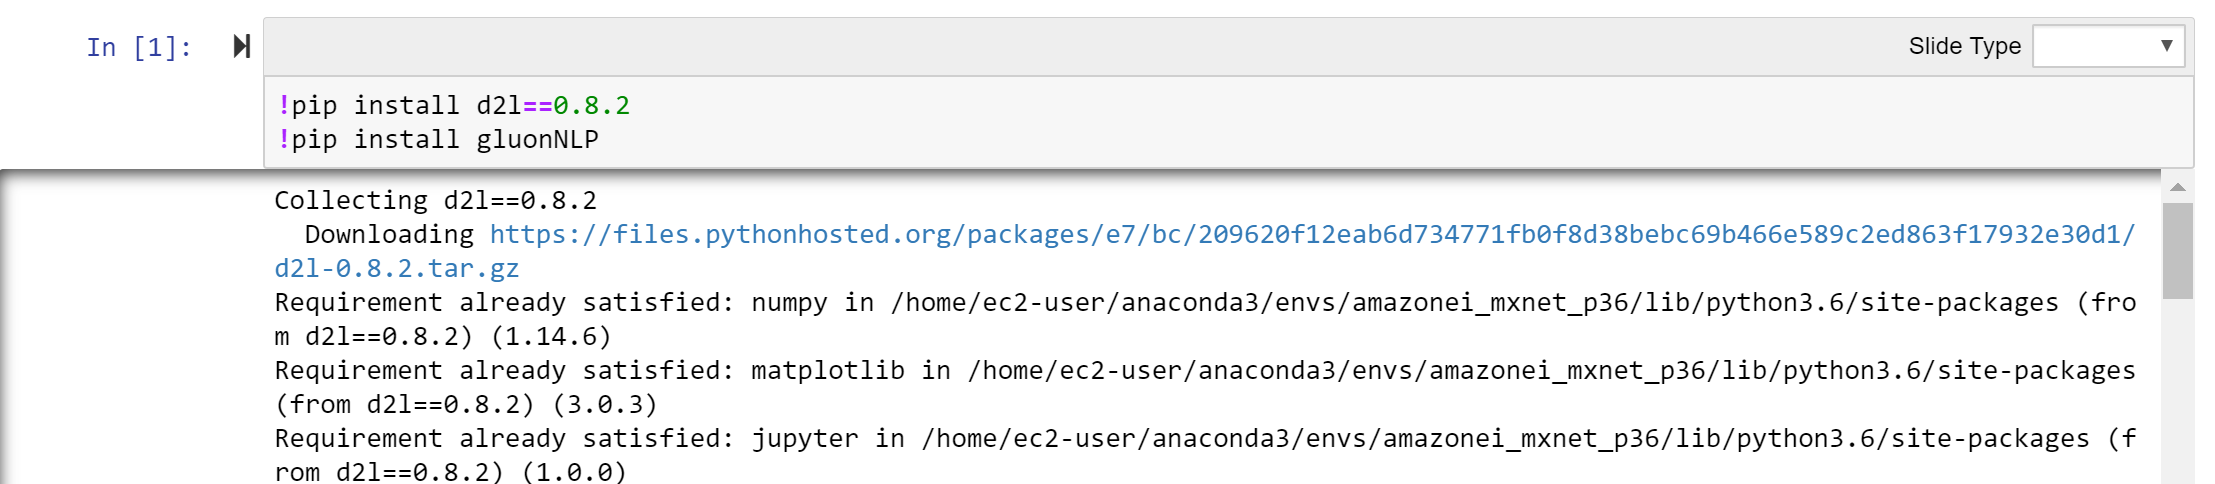 In [1]:
Slide Type
!pip install d2l==0.8.2
!pip install gluonNLP
Collecting d2l==0.8.2
  Downloading https://files.pythonhosted.org/packages/e7/bc/209620f12eab6d734771fb0f8d38bebc69b466e589c2ed863f17932e30d1/
d2l-0.8.2.tar.gz
Requirement already satisfied: numpy in /home/ec2-user/anaconda3/envs/amazonei_mxnet_p36/lib/python3.6/site-packages (fro
m d2l==0.8.2) (1.14.6)
Requirement already satisfied: matplotlib in /home/ec2-user/anaconda3/envs/amazonei_mxnet_p36/lib/python3.6/site-packages
(from d2l==0.8.2) (3.0.3)
Requirement already satisfied: jupyter in /home/ec2-user/anaconda3/envs/amazonei_mxnet_p36/lib/python3.6/site-packages (f
rom d2l==0.8.2) (1.0.0)